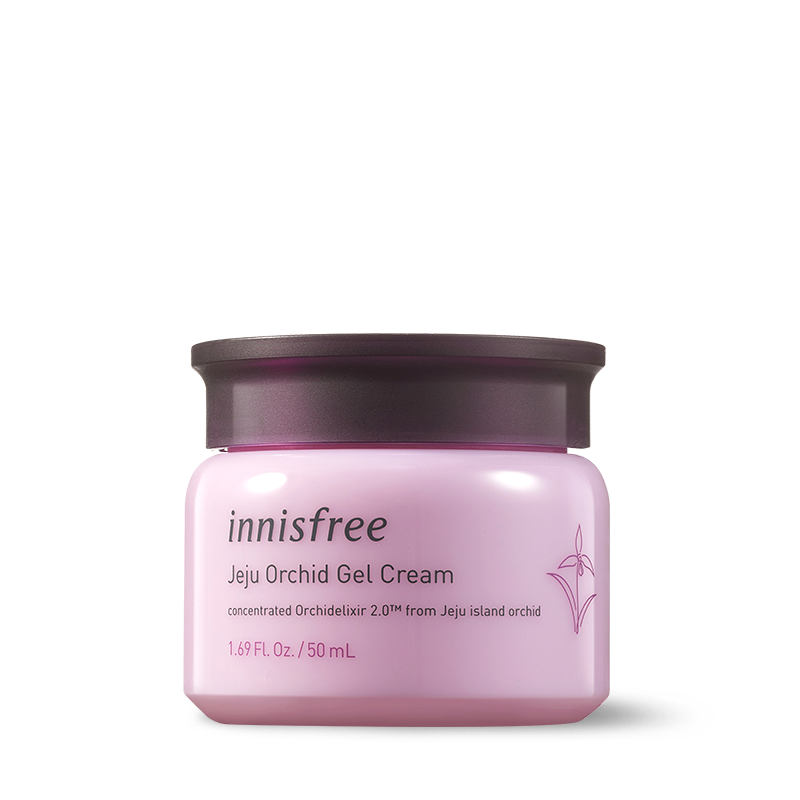 innisfree
Jeju Orchid Gel Cream
concentrated Orchidelixir 2.0™ from Jeju island orchid
1.69 Fl. Oz. / 50 mL